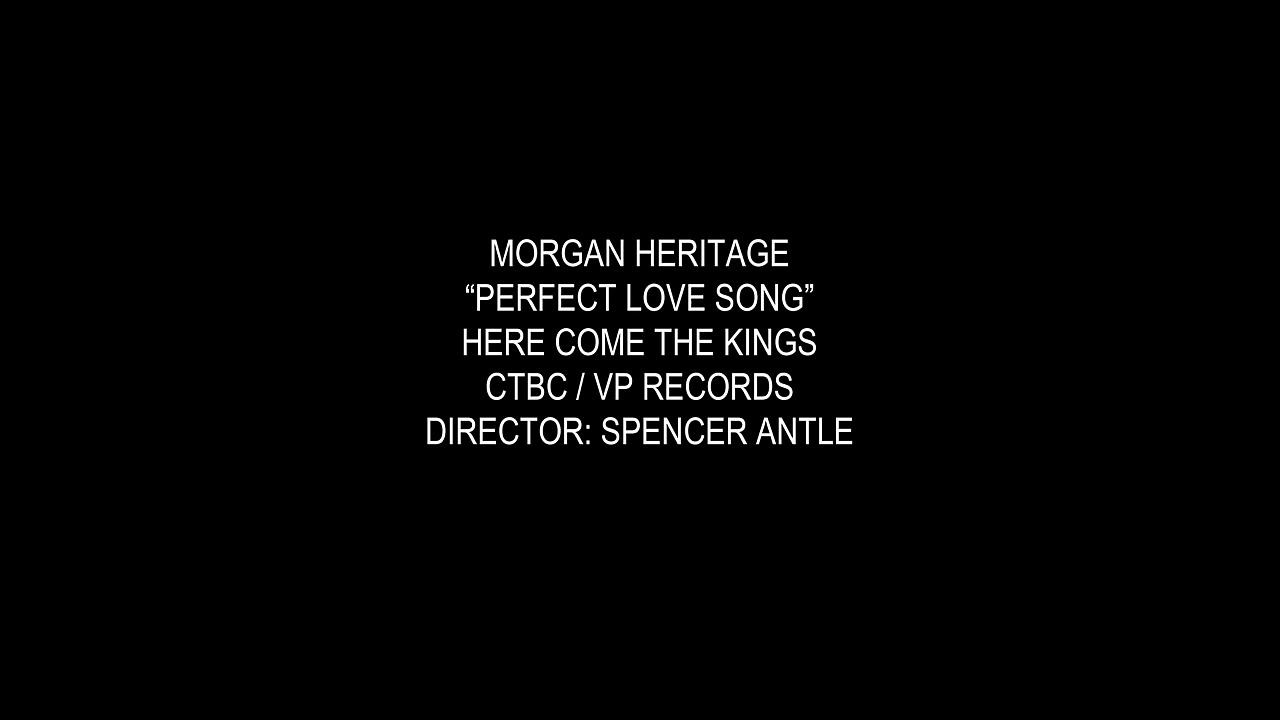 MORGAN HERITAGE
“PERFECT LOVE SONG”
HERE COME THE KINGS
CTBC / VP RECORDS
DIRECTOR: SPENCER ANTLE